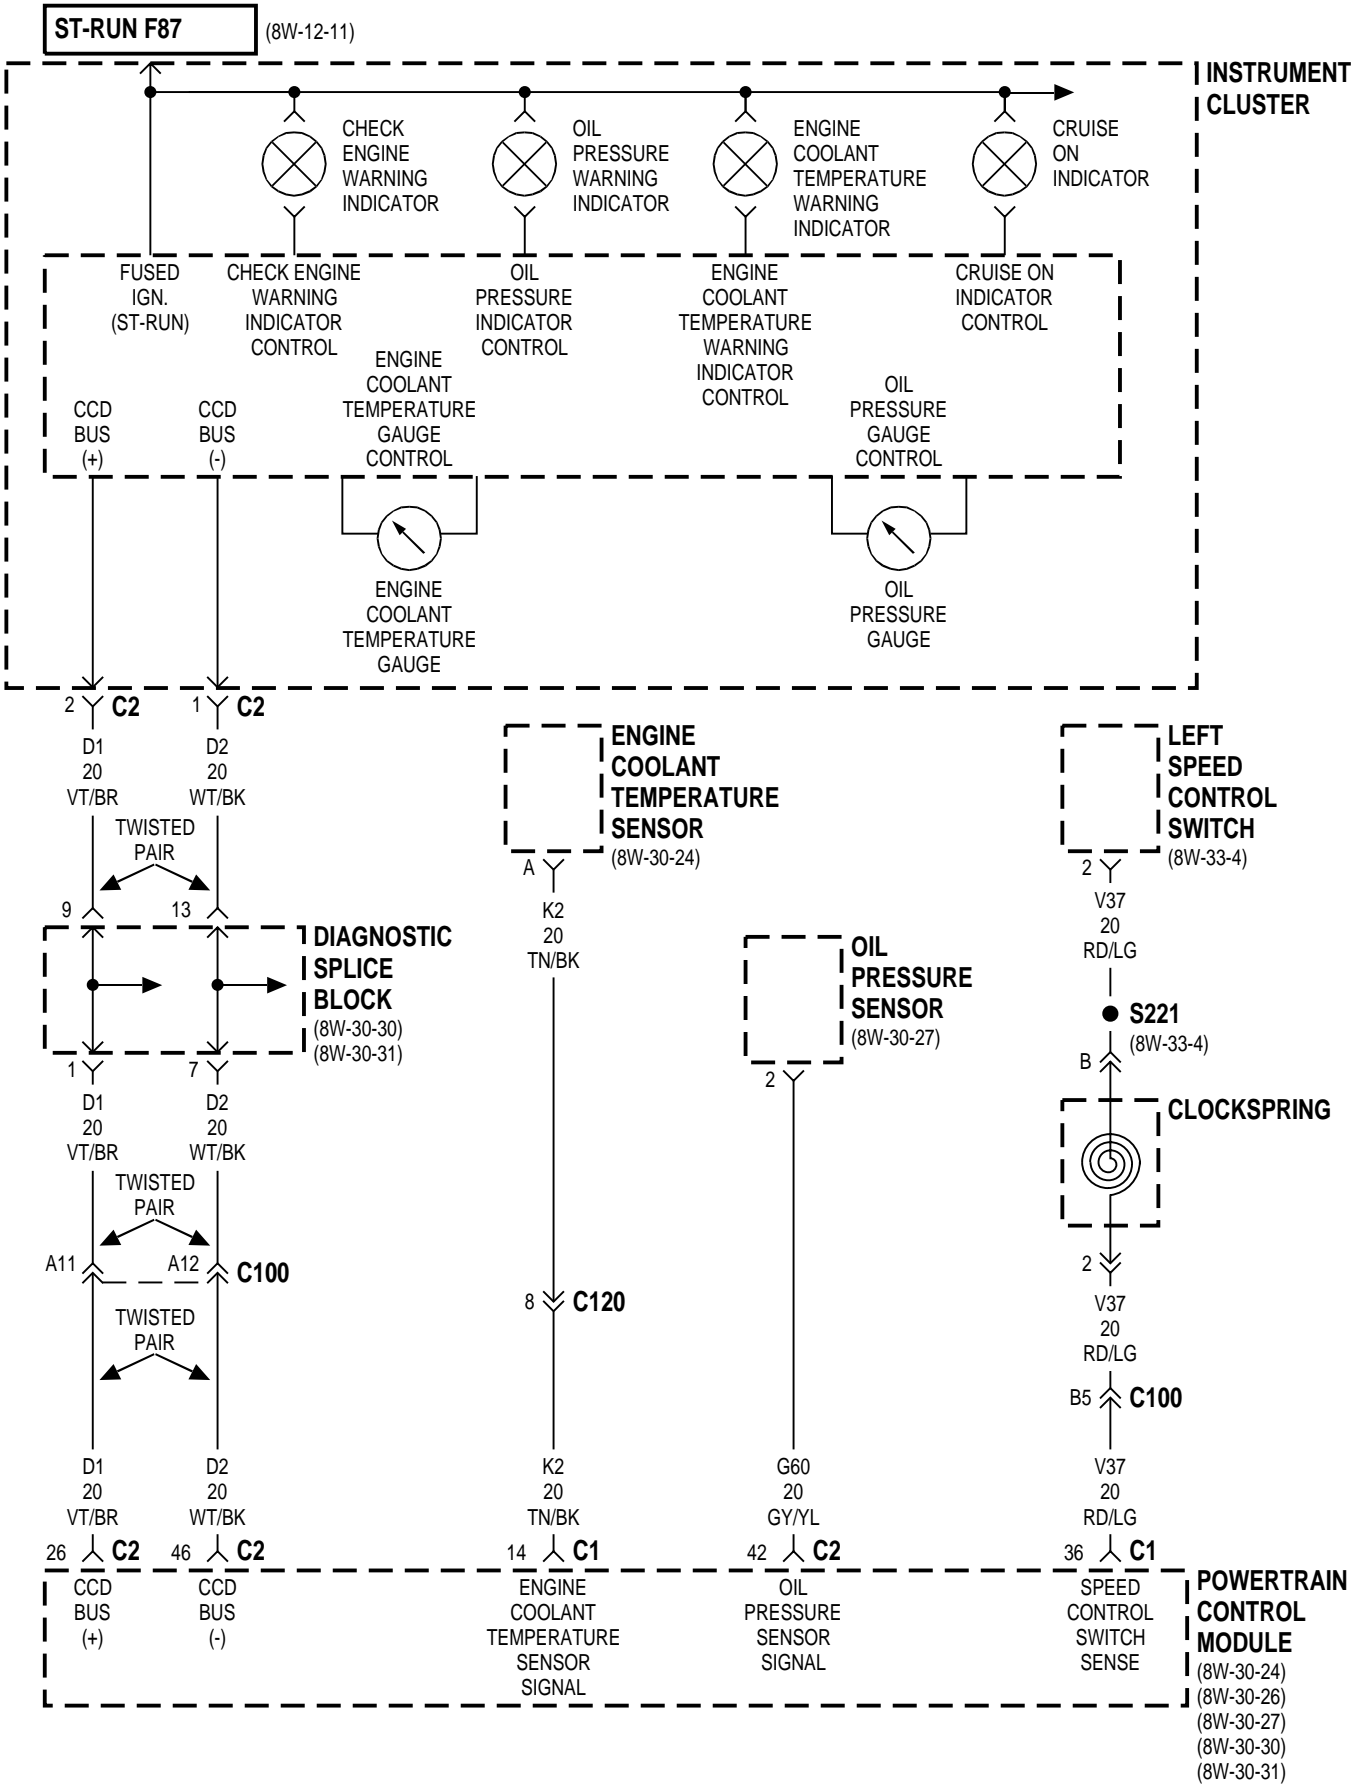 ST-RUN F87
(8W-12-11)
INSTRUMENT
CLUSTER
CHECK
ENGINE
WARNING
INDICATOR
OIL
PRESSURE
WARNING
INDICATOR
ENGINE
COOLANT
TEMPERATURE
WARNING
INDICATOR
CRUISE
ON
INDICATOR
FUSED
IGN.
(ST-RUN)
CHECK ENGINE
WARNING
INDICATOR
CONTROL
OIL
PRESSURE
INDICATOR
CONTROL
ENGINE
COOLANT
TEMPERATURE
WARNING
INDICATOR
CONTROL
CRUISE ON
INDICATOR
CONTROL
CCD
BUS
(+)
CCD
BUS
(-)
ENGINE
COOLANT
TEMPERATURE
GAUGE
CONTROL
OIL
PRESSURE
GAUGE
CONTROL
ENGINE
COOLANT
TEMPERATURE
GAUGE
OIL
PRESSURE
GAUGE
2
C2
1
C2
D1
20
VT/BR
D2
20
WT/BK
TWISTED
PAIR
9
13
DIAGNOSTIC
SPLICE
BLOCK
(8W-30-30)
(8W-30-31)
1
7
D1
20
VT/BR
D2
20
WT/BK
TWISTED
PAIR
A11
A12
C100
TWISTED
PAIR
D1
20
VT/BR
D2
20
WT/BK
26
C2
46
C2
ENGINE
COOLANT
TEMPERATURE
SENSOR
(8W-30-24)
A
K2
20
TN/BK
8
C120
K2
20
TN/BK
14
C1
OIL
PRESSURE
SENSOR
(8W-30-27)
2
G60
20
GY/YL
42
C2
LEFT
SPEED
CONTROL
SWITCH
(8W-33-4)
2
V37
20
RD/LG
S221
(8W-33-4)
B
CLOCKSPRING
2
V37
20
RD/LG
B5
C100
V37
20
RD/LG
36
C1
CCD
BUS
(+)
CCD
BUS
(-)
ENGINE
COOLANT
TEMPERATURE
SENSOR
SIGNAL
OIL
PRESSURE
SENSOR
SIGNAL
SPEED
CONTROL
SWITCH
SENSE
POWERTRAIN
CONTROL
MODULE
(8W-30-24)
(8W-30-26)
(8W-30-27)
(8W-30-30)
(8W-30-31)